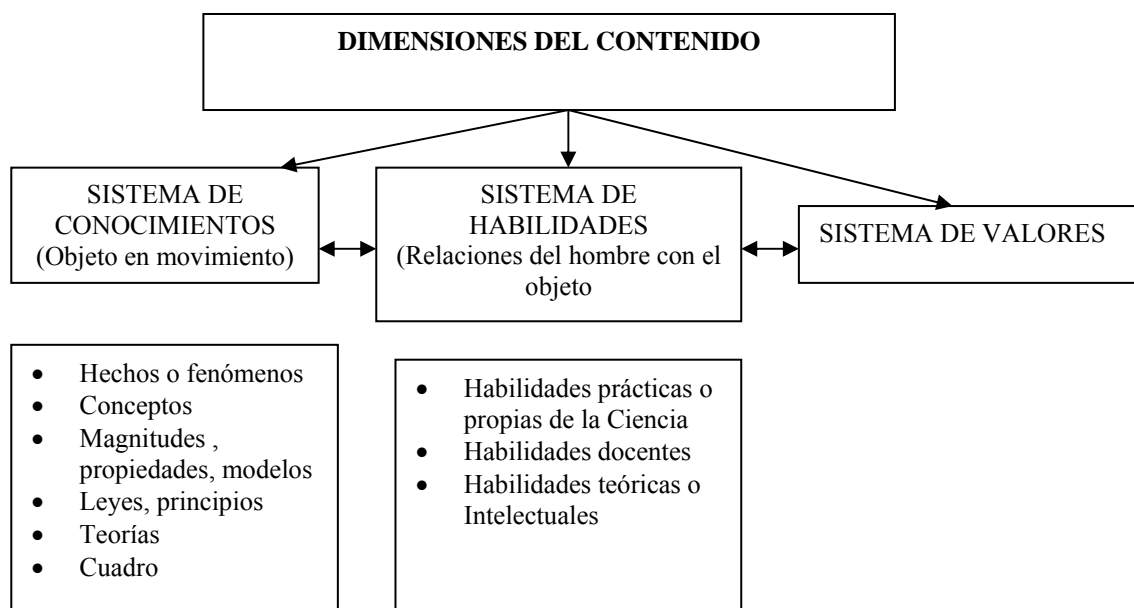 DIMENSIONES DEL CONTENIDO
SISTEMA DE
CONOCIMIENTOS
(Objeto en movimiento)
SISTEMA DE
HABILIDADES
(Relaciones del hombre con el
objeto
SISTEMA DE VALORES
• Hechos o fenómenos
• Conceptos
• Magnitudes ,
propiedades, modelos
• Leyes, principios
• Teorías
• Cuadro
• Habilidades prácticas o
propias de la Ciencia
• Habilidades docentes
• Habilidades teóricas o
Intelectuales